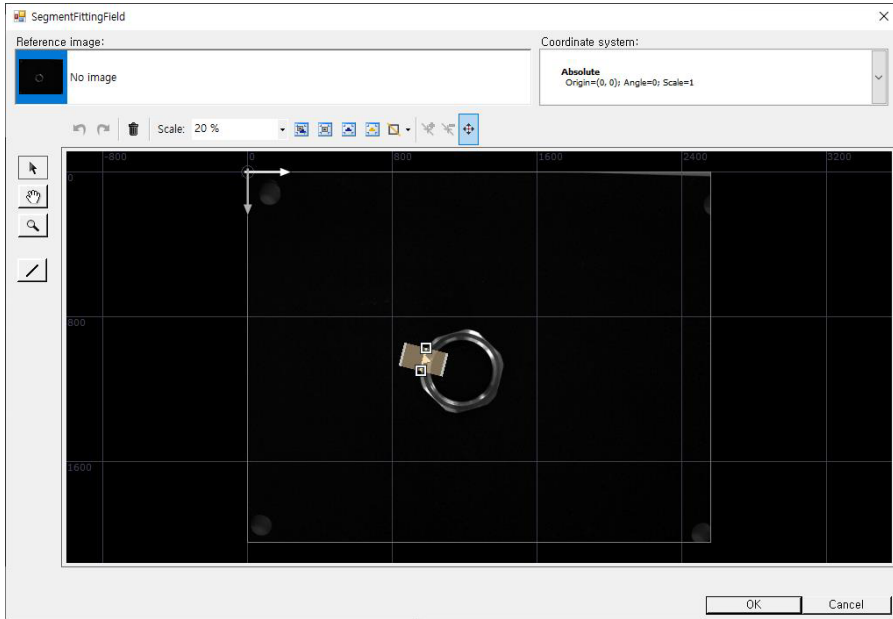 SegmentFittingField
Reference image:
Coordinate system:
No image
Absolute
Origin=(0, 0); Angle=0; Scale=1
Scale: 20 %
-800 0 800 1600 2400 3200
0
800
1600
OK Cancel